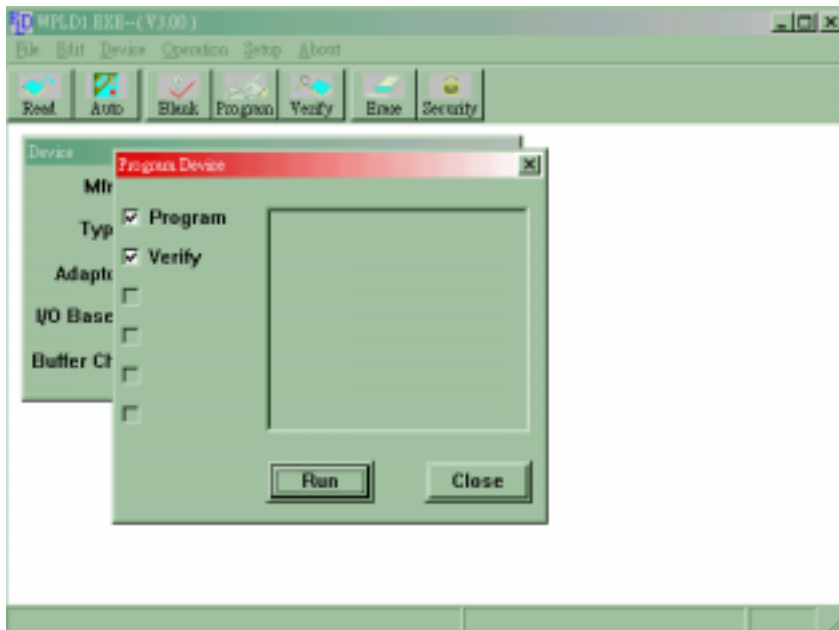 WPLD1.EXE--( V3.00 )
File Edit Device Operation Setup About
Read Auto Blank Program Verify Erase Security
Device
Program Device
Mfr
Typ
Adapto
I/O Base
Buffer Ch
Program
Verify
Run Close